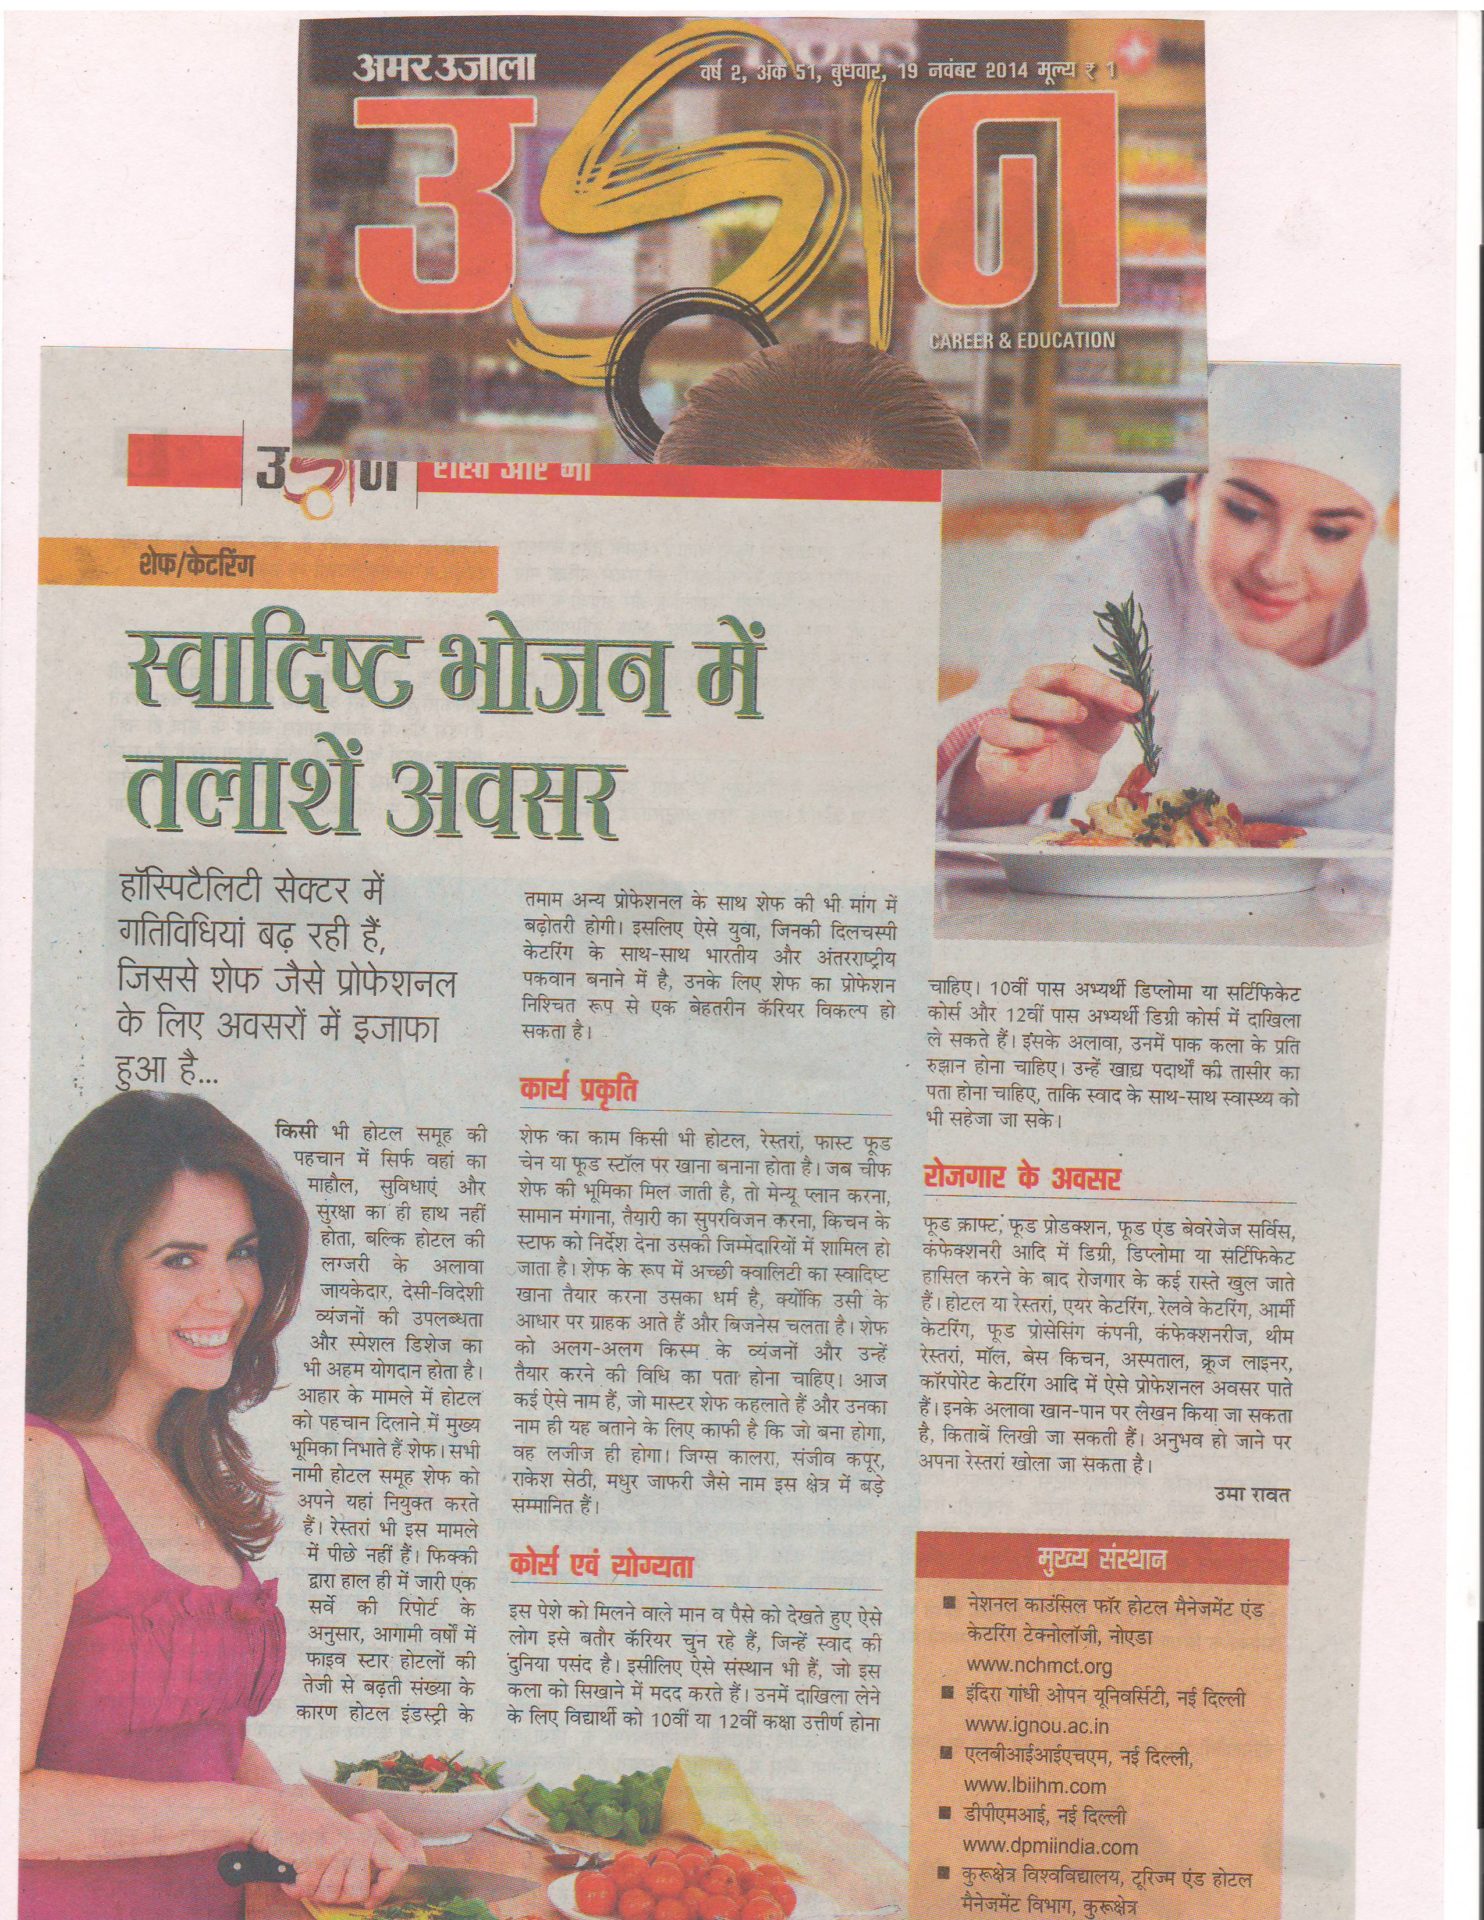 अमर उजाला
वर्ष 2, अंक 51, बुधवार, 19 नवंबर 2014 मूल्य ₹ 1
उड़ान
CAREER & EDUCATION
उड़ान
रास्ते और भी
शेफ/केटरिंग
स्वादिष्ट भोजन में
तलाशें अवसर
हॉस्पिटैलिटी सेक्टर में
गतिविधियां बढ़ रही हैं,
जिससे शेफ जैसे प्रोफेशनल
के लिए अवसरों में इजाफा
हुआ है...
किसी भी होटल समूह की
पहचान में सिर्फ वहां का
माहौल, सुविधाएं और
सुरक्षा का ही हाथ नहीं
होता, बल्कि होटल की
लग्जरी के अलावा
जायकेदार, देसी-विदेशी
व्यंजनों की उपलब्धता
और स्पेशल डिशेज का
भी अहम योगदान होता है।
आहार के मामले में होटल
को पहचान दिलाने में मुख्य
भूमिका निभाते हैं शेफ। सभी
नामी होटल समूह शेफ को
अपने यहां नियुक्त करते
हैं। रेस्तरां भी इस मामले
में पीछे नहीं हैं। फिक्की
द्वारा हाल ही में जारी एक
सर्वे की रिपोर्ट के
अनुसार, आगामी वर्षों में
फाइव स्टार होटलों की
तेजी से बढ़ती संख्या के
कारण होटल इंडस्ट्री के
तमाम अन्य प्रोफेशनल के साथ शेफ की भी मांग में
बढ़ोतरी होगी। इसलिए ऐसे युवा, जिनकी दिलचस्पी
केटरिंग के साथ-साथ भारतीय और अंतरराष्ट्रीय
पकवान बनाने में है, उनके लिए शेफ का प्रोफेशन
निश्चित रूप से एक बेहतरीन कॅरियर विकल्प हो
सकता है।
कार्य प्रकृति
शेफ का काम किसी भी होटल, रेस्तरां, फास्ट फूड
चेन या फूड स्टॉल पर खाना बनाना होता है। जब चीफ
शेफ की भूमिका मिल जाती है, तो मेन्यू प्लान करना,
सामान मंगाना, तैयारी का सुपरविजन करना, किचन के
स्टाफ को निर्देश देना उसकी जिम्मेदारियों में शामिल हो
जाता है। शेफ के रूप में अच्छी क्वालिटी का स्वादिष्ट
खाना तैयार करना उसका धर्म है, क्योंकि उसी के
आधार पर ग्राहक आते हैं और बिजनेस चलता है। शेफ
को अलग-अलग किस्म के व्यंजनों और उन्हें
तैयार करने की विधि का पता होना चाहिए। आज
कई ऐसे नाम हैं, जो मास्टर शेफ कहलाते हैं और उनका
नाम ही यह बताने के लिए काफी है कि जो बना होगा,
वह लजीज ही होगा। जिग्स कालरा, संजीव कपूर,
राकेश सेठी, मधुर जाफरी जैसे नाम इस क्षेत्र में बड़े
सम्मानित हैं।
कोर्स एवं योग्यता
इस पेशे को मिलने वाले मान व पैसे को देखते हुए ऐसे
लोग इसे बतौर कॅरियर चुन रहे हैं, जिन्हें स्वाद की
दुनिया पसंद है। इसीलिए ऐसे संस्थान भी हैं, जो इस
कला को सिखाने में मदद करते हैं। उनमें दाखिला लेने
के लिए विद्यार्थी को 10वीं या 12वीं कक्षा उत्तीर्ण होना
चाहिए। 10वीं पास अभ्यर्थी डिप्लोमा या सर्टिफिकेट
कोर्स और 12वीं पास अभ्यर्थी डिग्री कोर्स में दाखिला
ले सकते हैं। इसके अलावा, उनमें पाक कला के प्रति
रुझान होना चाहिए। उन्हें खाद्य पदार्थों की तासीर का
पता होना चाहिए, ताकि स्वाद के साथ-साथ स्वास्थ्य को
भी सहेजा जा सके।
रोजगार के अवसर
फूड क्राफ्ट, फूड प्रोडक्शन, फूड एंड बेवरेजेज सर्विस,
कंफेक्शनरी आदि में डिग्री, डिप्लोमा या सर्टिफिकेट
हासिल करने के बाद रोजगार के कई रास्ते खुल जाते
हैं। होटल या रेस्तरां, एयर केटरिंग, रेलवे केटरिंग, आर्मी
केटरिंग, फूड प्रोसेसिंग कंपनी, कंफेक्शनरीज, थीम
रेस्तरां, मॉल, बेस किचन, अस्पताल, क्रूज लाइनर,
कॉरपोरेट केटरिंग आदि में ऐसे प्रोफेशनल अवसर पाते
हैं। इनके अलावा खान-पान पर लेखन किया जा सकता
है, किताबें लिखी जा सकती हैं। अनुभव हो जाने पर
अपना रेस्तरां खोला जा सकता है।
उमा रावत
मुख्य संस्थान
■ नेशनल काउंसिल फॉर होटल मैनेजमेंट एंड
केटरिंग टेक्नोलॉजी, नोएडा
www.nchmct.org
■ इंदिरा गांधी ओपन यूनिवर्सिटी, नई दिल्ली
www.ignou.ac.in
■ एलबीआईआईएचएम, नई दिल्ली,
www.lbiihm.com
■ डीपीएमआई, नई दिल्ली
www.dpmiindia.com
■ कुरूक्षेत्र विश्वविद्यालय, टूरिज्म एंड होटल
मैनेजमेंट विभाग, कुरूक्षेत्र